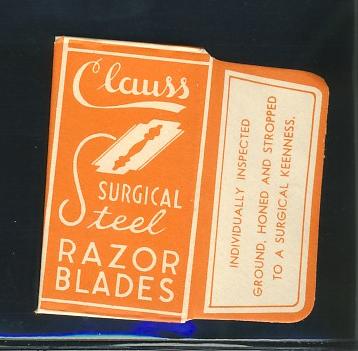 Clauss
SURGICAL
Steel
RAZOR
BLADES
INDIVIDUALLY INSPECTED
GROUND, HONED AND STROPPED
TO A SURGICAL KEENNESS.